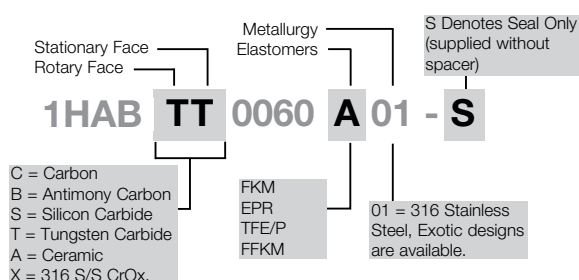 Metallurgy
Elastomers
Stationary Face
Rotary Face
S Denotes Seal Only
(supplied without
spacer)
1HAB TT 0060 A 01 - S
C = Carbon
B = Antimony Carbon
S = Silicon Carbide
T = Tungsten Carbide
A = Ceramic
X = 316 S/S CrOx.
FKM
EPR
TFE/P
FFKM
01 = 316 Stainless
Steel, Exotic designs
are available.